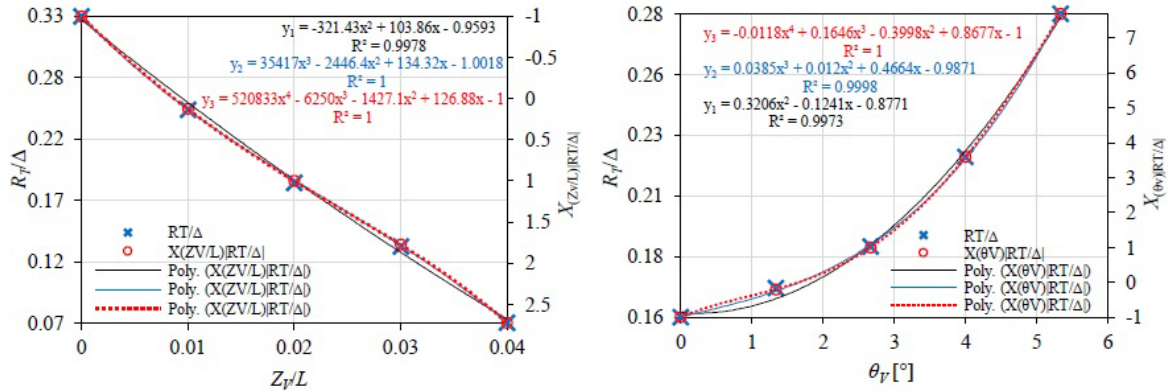 0.33
0.28
0.23
0.17
0.12
0.07
R_T/Δ
-1
-0.5
0
0.5
1
1.5
2
2.5
X_(Zv/L)|RT/Δ|
y₁ = -321.43x² + 103.86x - 0.9593
R² = 0.9978
y₂ = 35417x³ - 2446.4x² + 134.32x - 1.0018
R² = 1
y₃ = 520833x⁴ - 6250x³ - 1427.1x² + 126.88x - 1
R² = 1
RT/Δ
X(ZV/L)|RT/Δ|
Poly. (X(ZV/L)|RT/Δ|)
Poly. (X(ZV/L)|RT/Δ|)
Poly. (X(ZV/L)|RT/Δ|)
0 0.01 0.02 0.03 0.04
Z_V/L
0.28
0.26
0.23
0.21
0.18
0.16
R_T/Δ
7
6
5
4
3
2
1
0
-1
X_(θv)|RT/Δ|
y₃ = -0.0118x⁴ + 0.1646x³ - 0.3998x² + 0.8677x - 1
R² = 1
y₂ = 0.0385x³ + 0.012x² + 0.4664x - 0.9871
R² = 0.9998
y₁ = 0.3206x² - 0.1241x - 0.8771
R² = 0.9973
RT/Δ
X(θV)|RT/Δ|
Poly. (X(θV)|RT/Δ|)
Poly. (X(θV)|RT/Δ|)
Poly. (X(θV)|RT/Δ|)
0 1 2 3 4 5 6
θ_V [°]